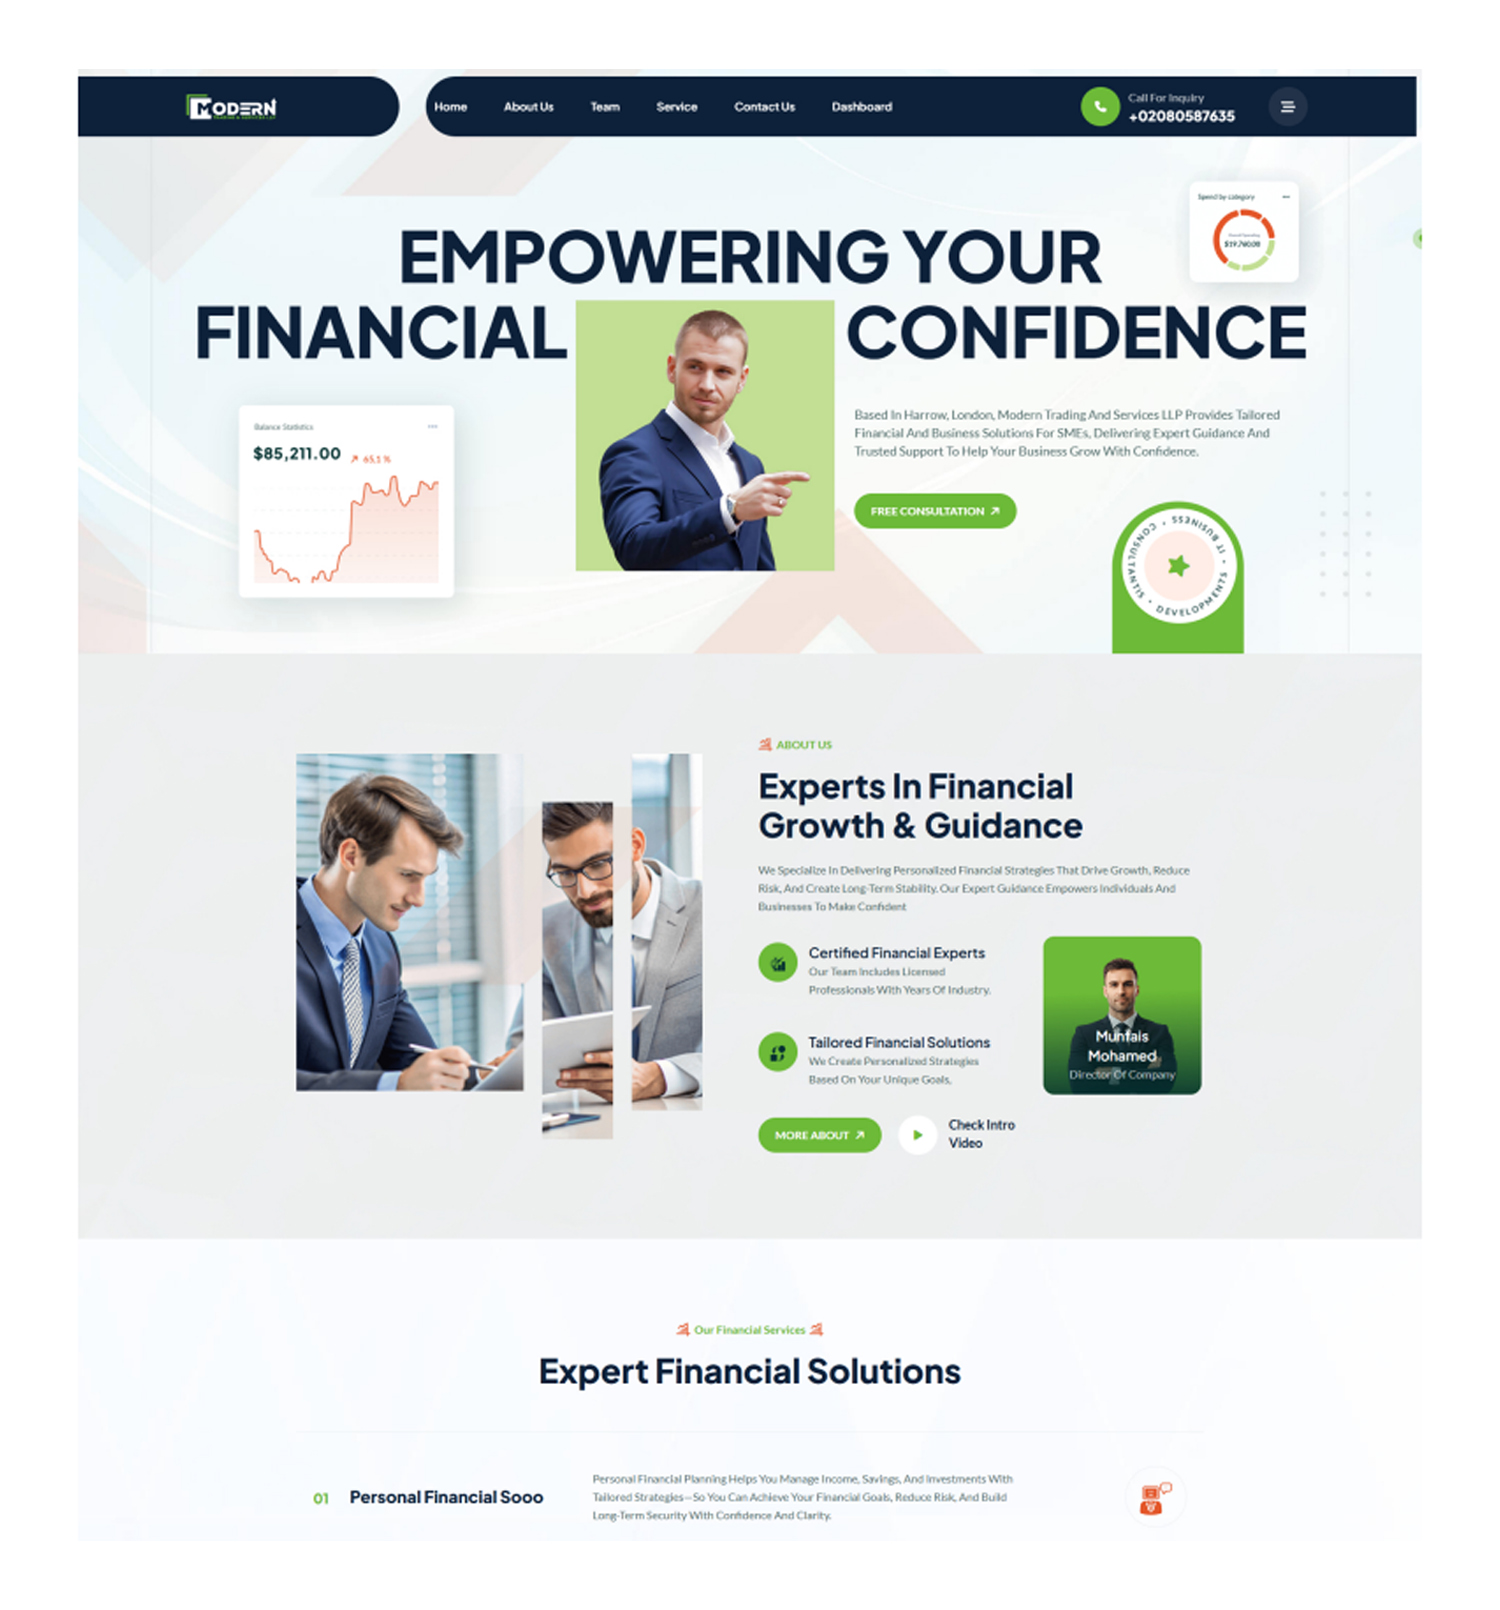 MODERN
Home About Us Team Service Contact Us Dashboard
Call For Inquiry
+02080587635
Spend by category
$19,760.00
EMPOWERING YOUR
FINANCIAL CONFIDENCE
Balance Statistics
$85,211.00 65,1 %
Based In Harrow, London, Modern Trading And Services LLP Provides Tailored
Financial And Business Solutions For SMEs, Delivering Expert Guidance And
Trusted Support To Help Your Business Grow With Confidence.
FREE CONSULTATION
IT BUSINESS • DEVELOPMENTS • CONSULTANTIS •
ABOUT US
Experts In Financial
Growth & Guidance
We Specialize In Delivering Personalized Financial Strategies That Drive Growth, Reduce
Risk, And Create Long-Term Stability. Our Expert Guidance Empowers Individuals And
Businesses To Make Confident
Certified Financial Experts
Our Team Includes Licensed
Professionals With Years Of Industry.
Tailored Financial Solutions
We Create Personalized Strategies
Based On Your Unique Goals,
Munfais
Mohamed
Director Of Company
MORE ABOUT
Check Intro
Video
Our Financial Services
Expert Financial Solutions
01 Personal Financial Sooo
Personal Financial Planning Helps You Manage Income, Savings, And Investments With
Tailored Strategies—So You Can Achieve Your Financial Goals, Reduce Risk, And Build
Long-Term Security With Confidence And Clarity.